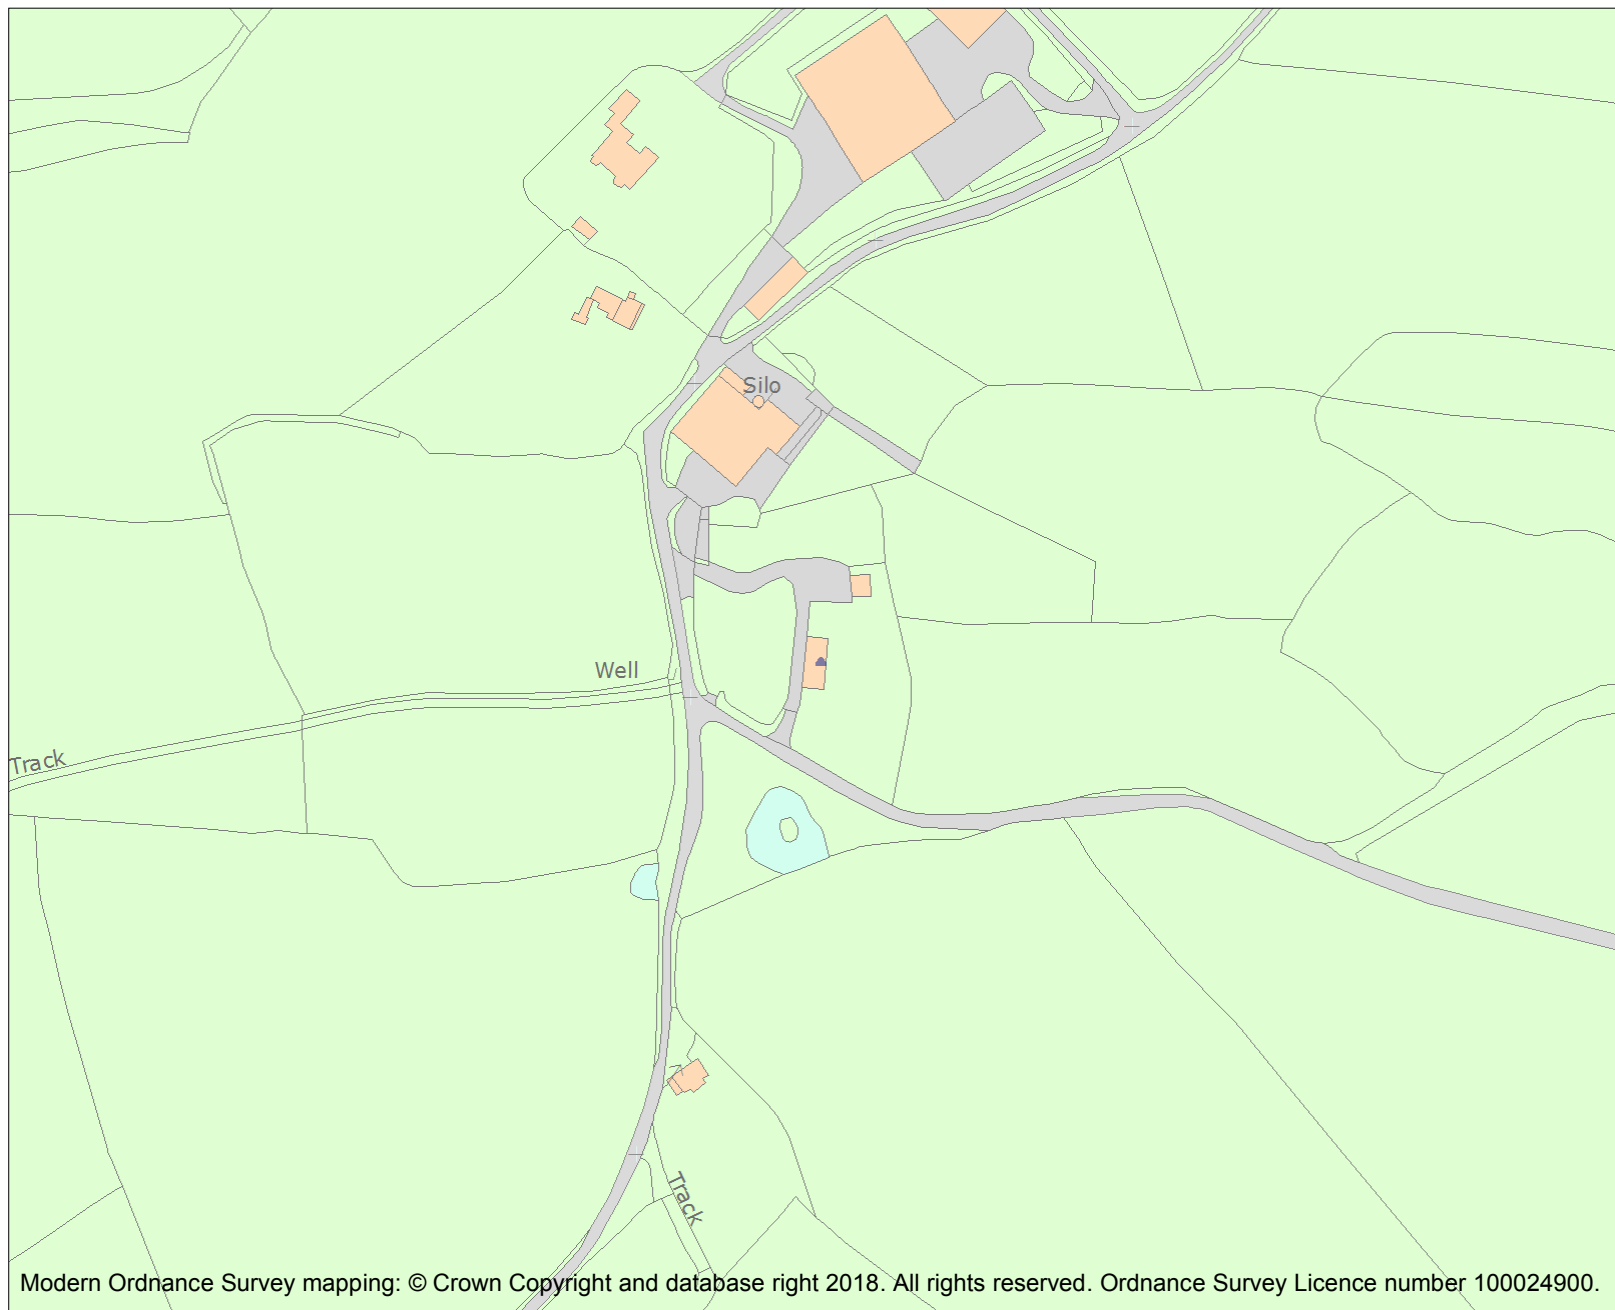 Silo
Well
Track
Track
Modern Ordnance Survey mapping: © Crown Copyright and database right 2018. All rights reserved. Ordnance Survey Licence number 100024900.